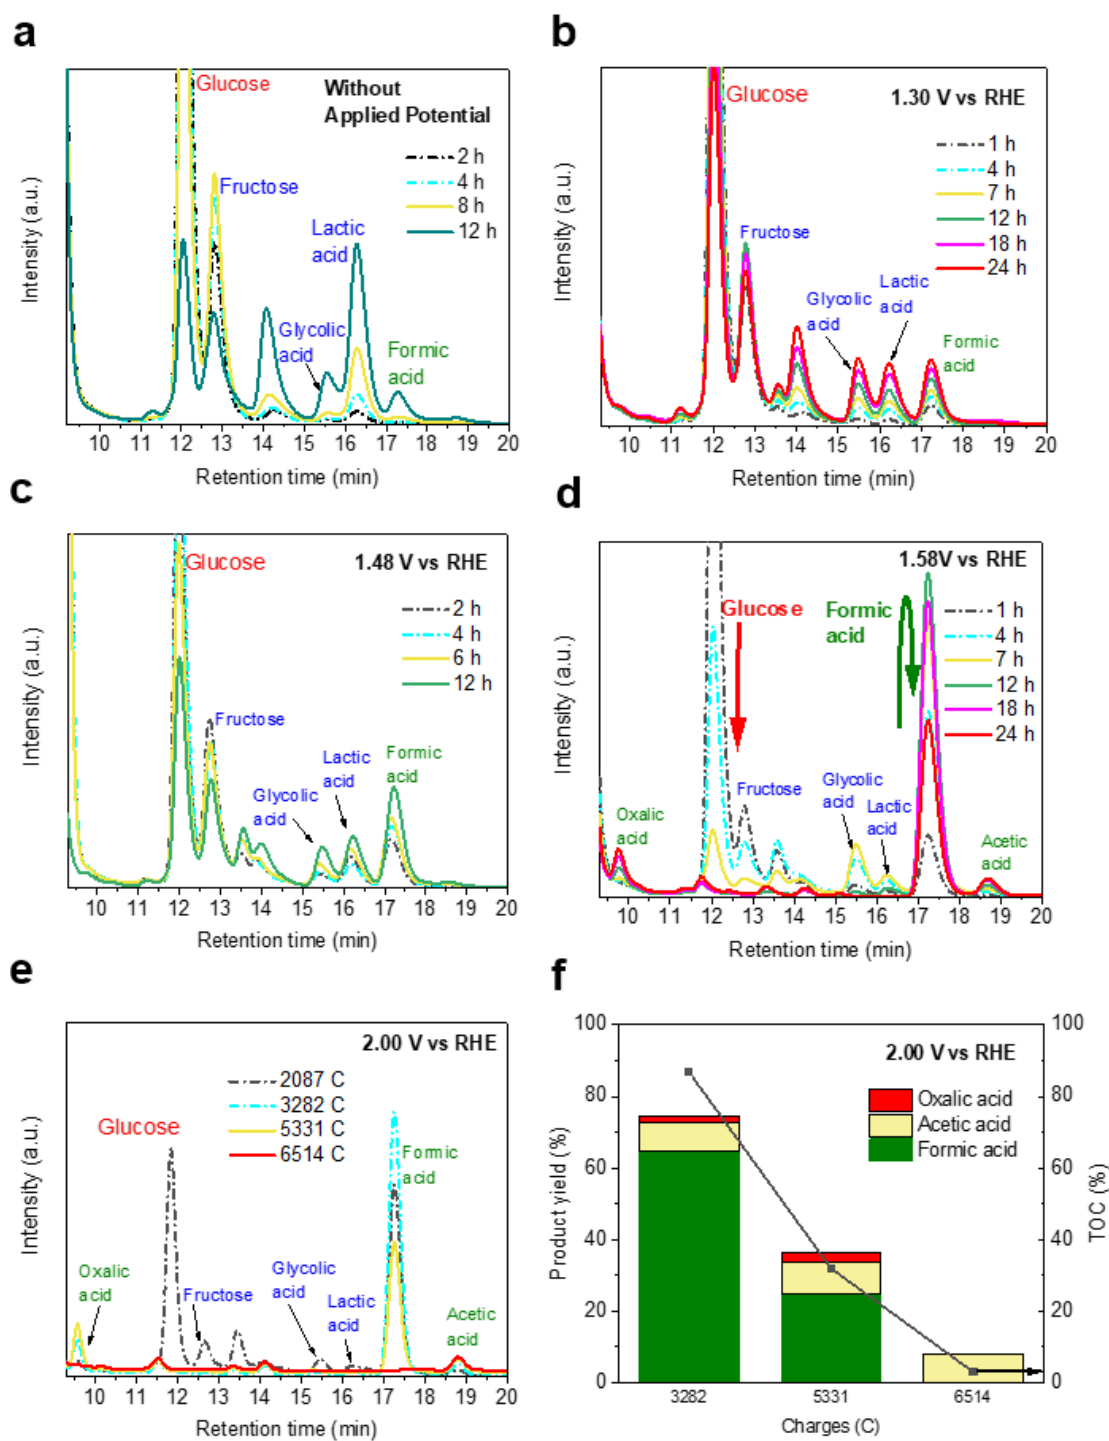 a
Glucose
Without
Applied Potential
2 h
4 h
8 h
12 h
Fructose
Lactic
acid
Glycolic
acid
Formic
acid
Intensity (a.u.)
10 11 12 13 14 15 16 17 18 19 20
Retention time (min)
b
Glucose
1.30 V vs RHE
1 h
4 h
7 h
12 h
18 h
24 h
Fructose
Glycolic
acid
Lactic
acid
Formic
acid
Intensity (a.u.)
10 11 12 13 14 15 16 17 18 19 20
Retention time (min)
c
Glucose
1.48 V vs RHE
2 h
4 h
6 h
12 h
Fructose
Glycolic
acid
Lactic
acid
Formic
acid
Intensity (a.u.)
10 11 12 13 14 15 16 17 18 19 20
Retention time (min)
d
1.58V vs RHE
Glucose
Formic
acid
1 h
4 h
7 h
12 h
18 h
24 h
Oxalic
acid
Fructose
Glycolic
acid
Lactic
acid
Acetic
acid
Intensity (a.u.)
10 11 12 13 14 15 16 17 18 19 20
Retention time (min)
e
2.00 V vs RHE
2087 C
3282 C
5331 C
6514 C
Glucose
Formic
acid
Oxalic
acid
Fructose
Glycolic
acid
Lactic
acid
Acetic
acid
Intensity (a.u.)
10 11 12 13 14 15 16 17 18 19 20
Retention time (min)
f
2.00 V vs RHE
Oxalic acid
Acetic acid
Formic acid
Product yield (%)
100
80
60
40
20
0
TOC (%)
100
80
60
40
20
0
3282 5331 6514
Charges (C)